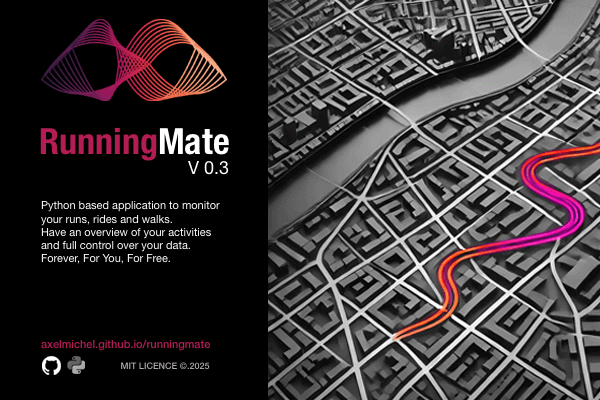 RunningMate
V 0.3
Python based application to monitor
your runs, rides and walks.
Have an overview of your activities
and full control over your data.
Forever, For You, For Free.
axelmichel.github.io/runningmate
MIT LICENCE ©.2025